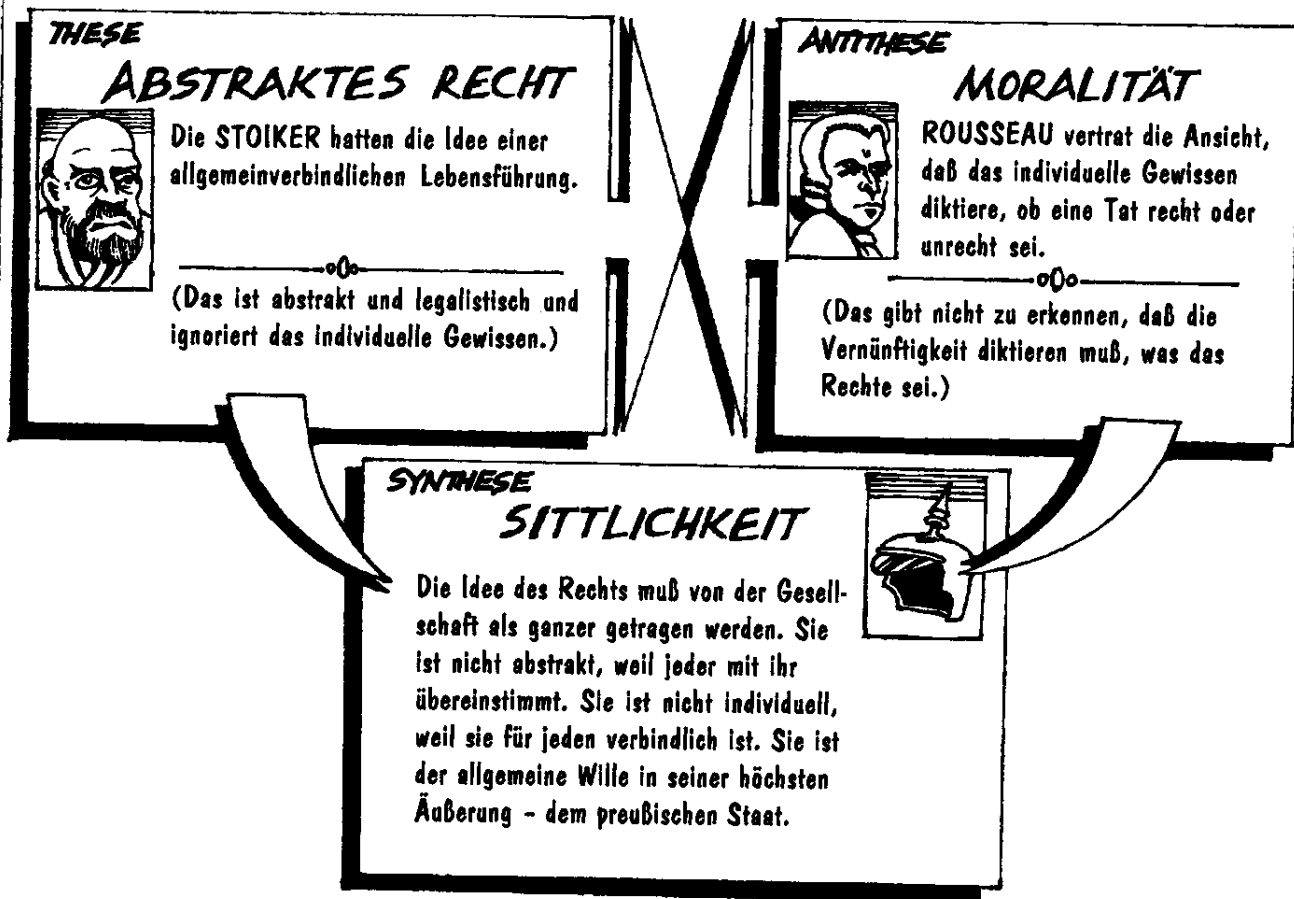 THESE
ABSTRAKTES RECHT
Die STOIKER hatten die Idee einer
allgemeinverbindlichen Lebensführung.
(Das ist abstrakt und legalistisch und
ignoriert das individuelle Gewissen.)
ANTITHESE
MORALITÄT
ROUSSEAU vertrat die Ansicht,
daß das individuelle Gewissen
diktiere, ob eine Tat recht oder
unrecht sei.
(Das gibt nicht zu erkennen, daß die
Vernünftigkeit diktieren muß, was das
Rechte sei.)
SYNTHESE
SITTLICHKEIT
Die Idee des Rechts muß von der Gesell-
schaft als ganzer getragen werden. Sie
ist nicht abstrakt, weil jeder mit ihr
übereinstimmt. Sie ist nicht individuell,
weil sie für jeden verbindlich ist. Sie ist
der allgemeine Wille in seiner höchsten
Äußerung - dem preußischen Staat.